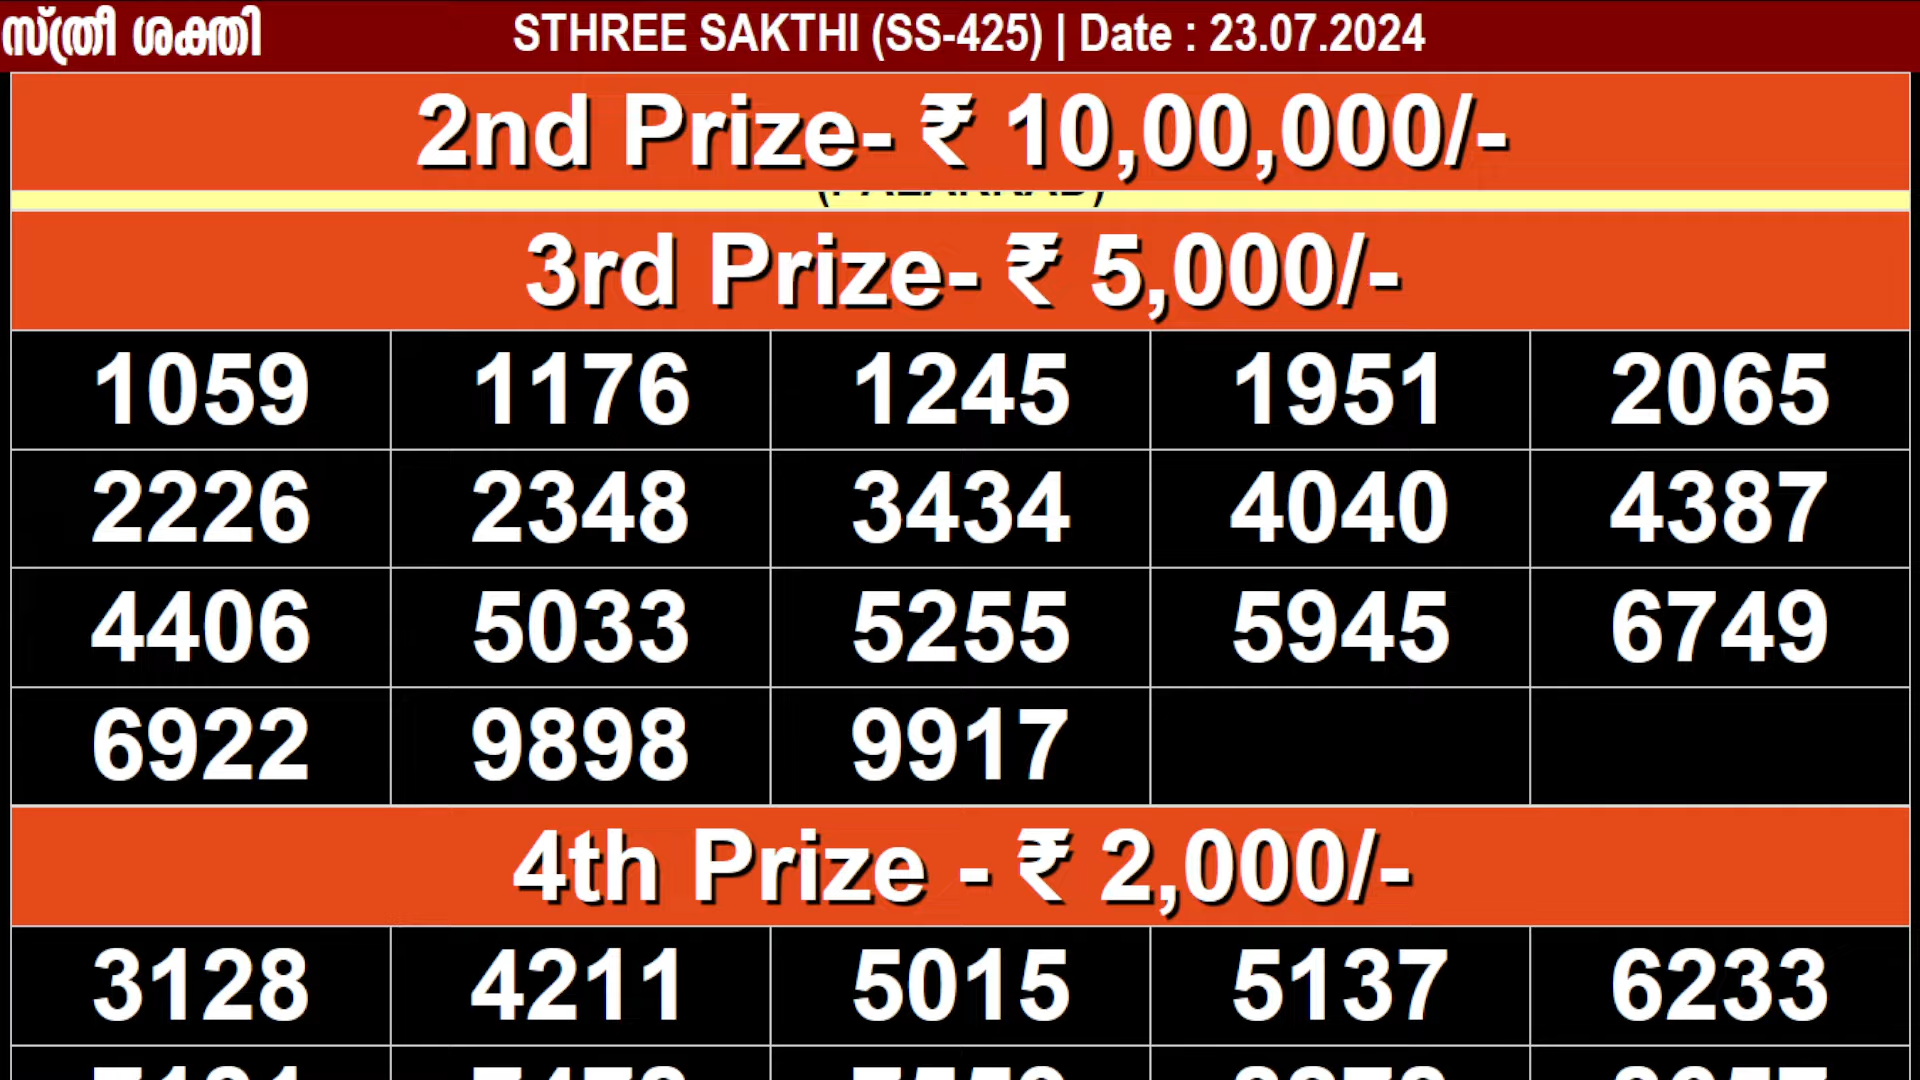 സ്ത്രീ ശക്തി STHREE SAKTHI (SS-425) | Date : 23.07.2024
2nd Prize- ₹ 10,00,000/-
3rd Prize- ₹ 5,000/-
1059 1176 1245 1951 2065
2226 2348 3434 4040 4387
4406 5033 5255 5945 6749
6922 9898 9917
4th Prize - ₹ 2,000/-
3128 4211 5015 5137 6233